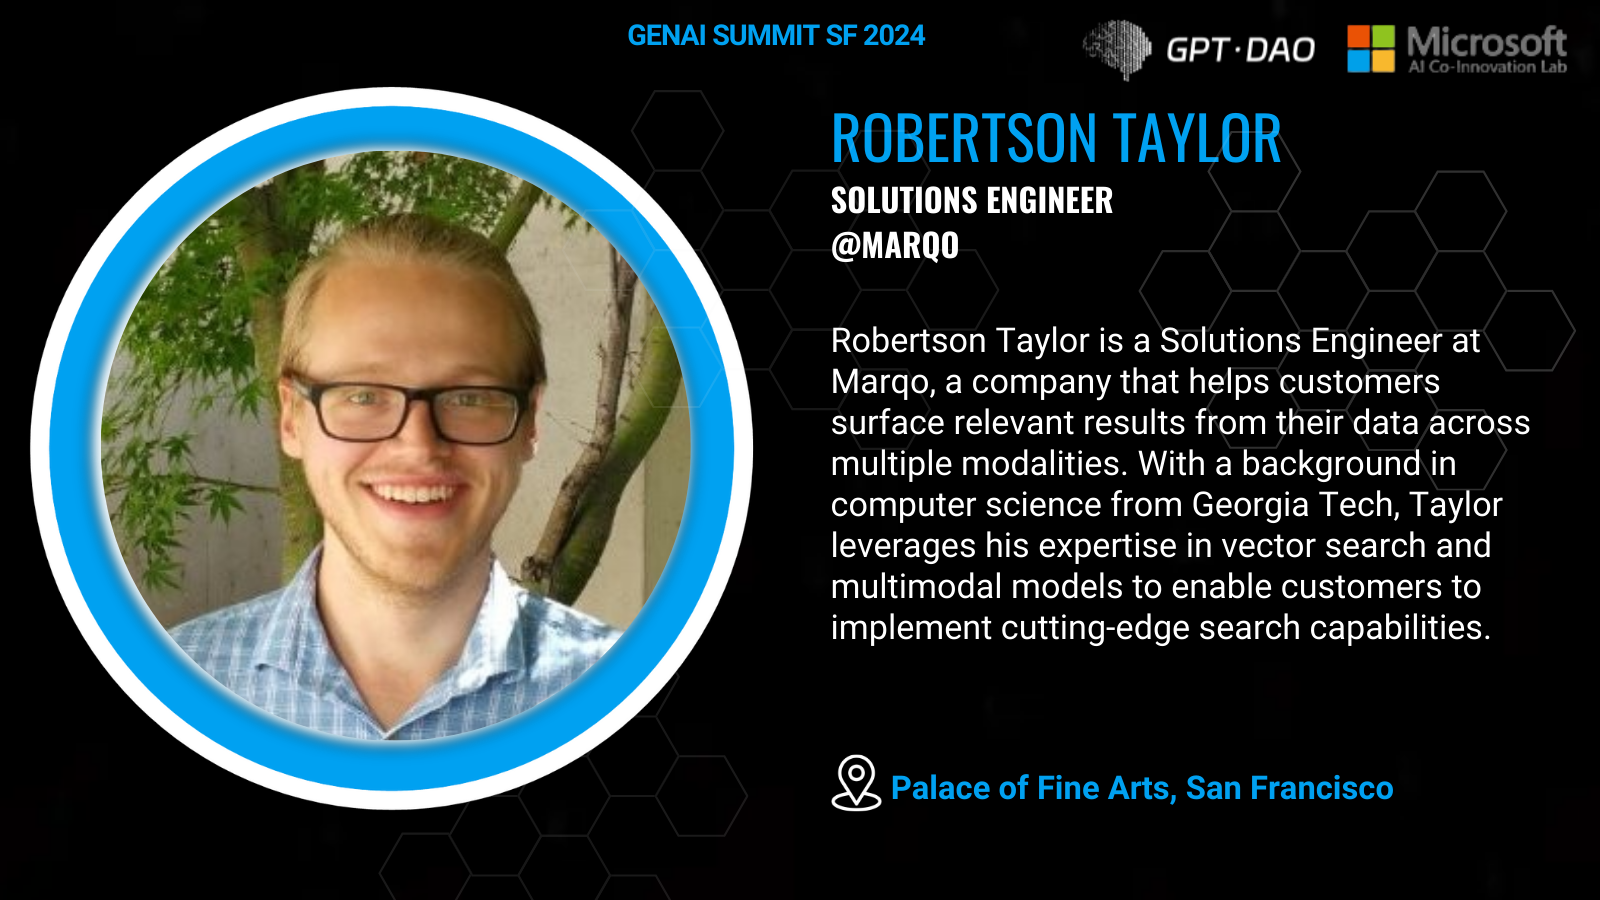 GENAI SUMMIT SF 2024
GPT·DAO
Microsoft
AI Co-Innovation Lab
ROBERTSON TAYLOR
SOLUTIONS ENGINEER
@MARQO
Robertson Taylor is a Solutions Engineer at
Marqo, a company that helps customers
surface relevant results from their data across
multiple modalities. With a background in
computer science from Georgia Tech, Taylor
leverages his expertise in vector search and
multimodal models to enable customers to
implement cutting-edge search capabilities.
Palace of Fine Arts, San Francisco